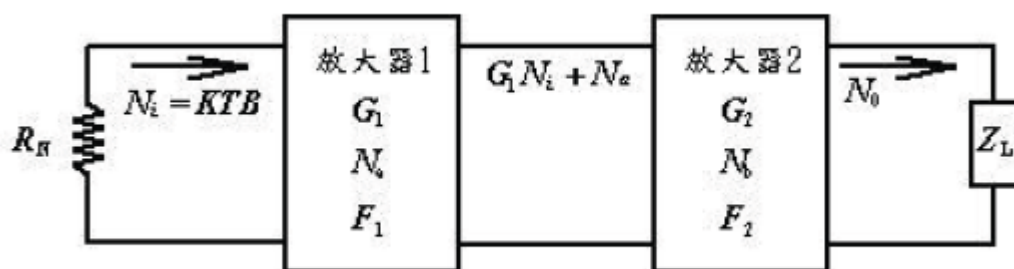 R_N
N_i = KTB
放大器1
G_1
N_a
F_1
G_1N_i + N_a
放大器2
G_2
N_b
F_2
N_0
Z_L